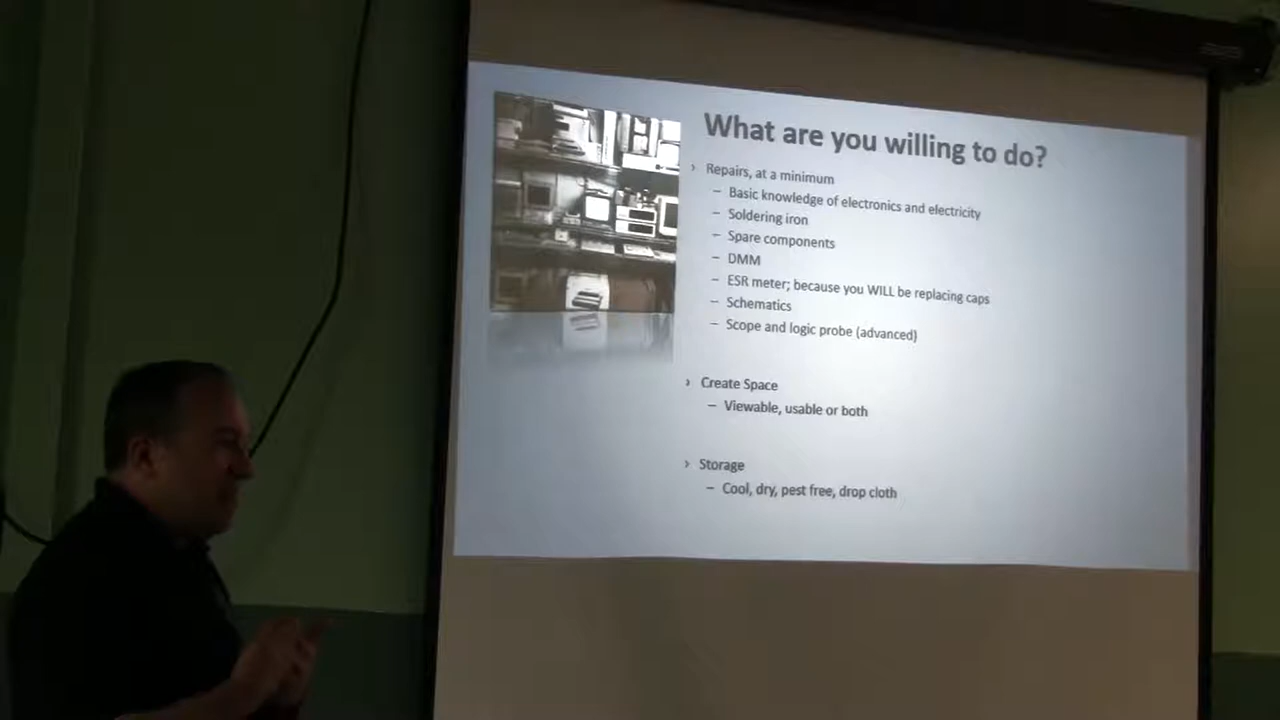 What are you willing to do?
› Repairs, at a minimum
– Basic knowledge of electronics and electricity
– Soldering iron
– Spare components
– DMM
– ESR meter; because you WILL be replacing caps
– Schematics
– Scope and logic probe (advanced)
› Create Space
– Viewable, usable or both
› Storage
– Cool, dry, pest free, drop cloth